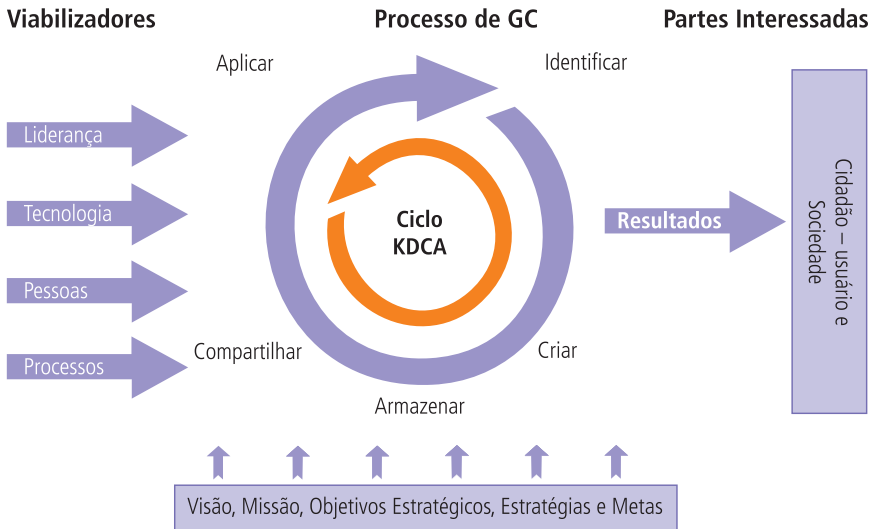 Viabilizadores
Processo de GC
Partes Interessadas
Aplicar
Identificar
Liderança
Tecnologia
Pessoas
Processos
Ciclo
KDCA
Compartilhar
Criar
Armazenar
Resultados
Cidadão – usuário e
Sociedade
Visão, Missão, Objetivos Estratégicos, Estratégias e Metas